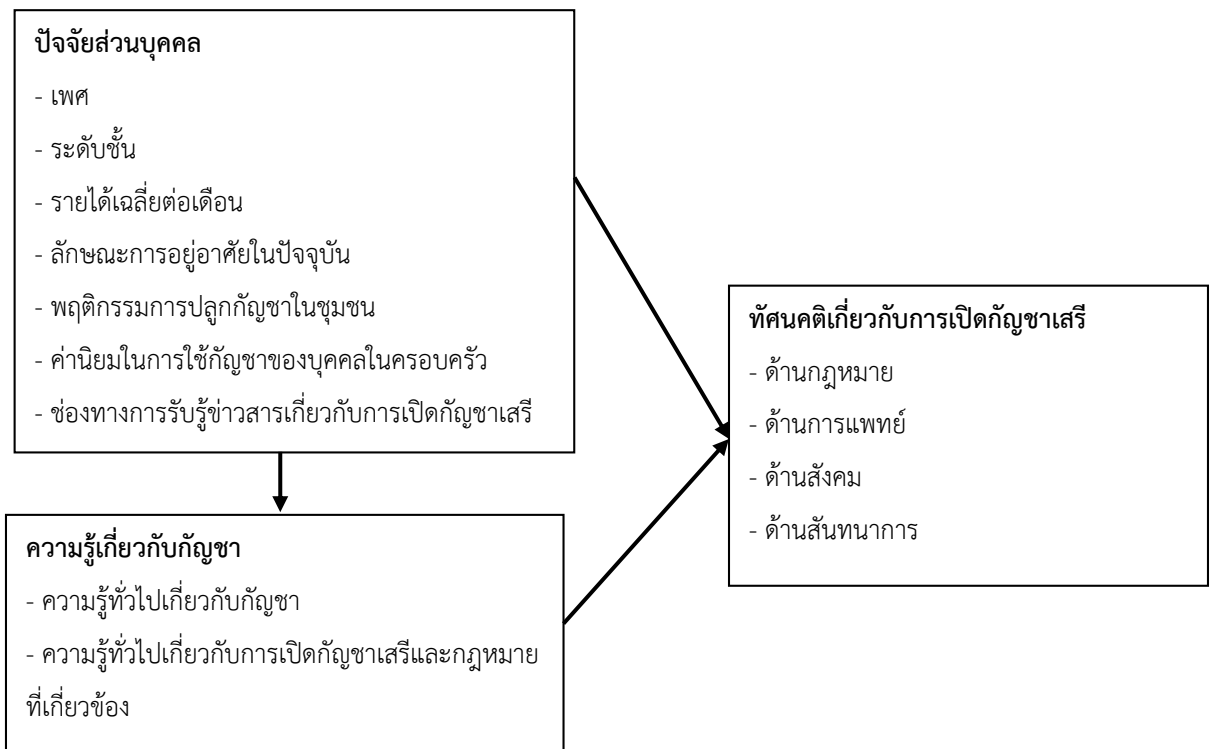 ปัจจัยส่วนบุคคล
- เพศ
- ระดับชั้น
- รายได้เฉลี่ยต่อเดือน
- ลักษณะการอยู่อาศัยในปัจจุบัน
- พฤติกรรมการปลูกกัญชาในชุมชน
- ค่านิยมในการใช้กัญชาของบุคคลในครอบครัว
- ช่องทางการรับรู้ข่าวสารเกี่ยวกับการเปิดกัญชาเสรี
ความรู้เกี่ยวกับกัญชา
- ความรู้ทั่วไปเกี่ยวกับกัญชา
- ความรู้ทั่วไปเกี่ยวกับการเปิดกัญชาเสรีและกฎหมาย
ที่เกี่ยวข้อง
ทัศนคติเกี่ยวกับการเปิดกัญชาเสรี
- ด้านกฎหมาย
- ด้านการแพทย์
- ด้านสังคม
- ด้านสันทนาการ